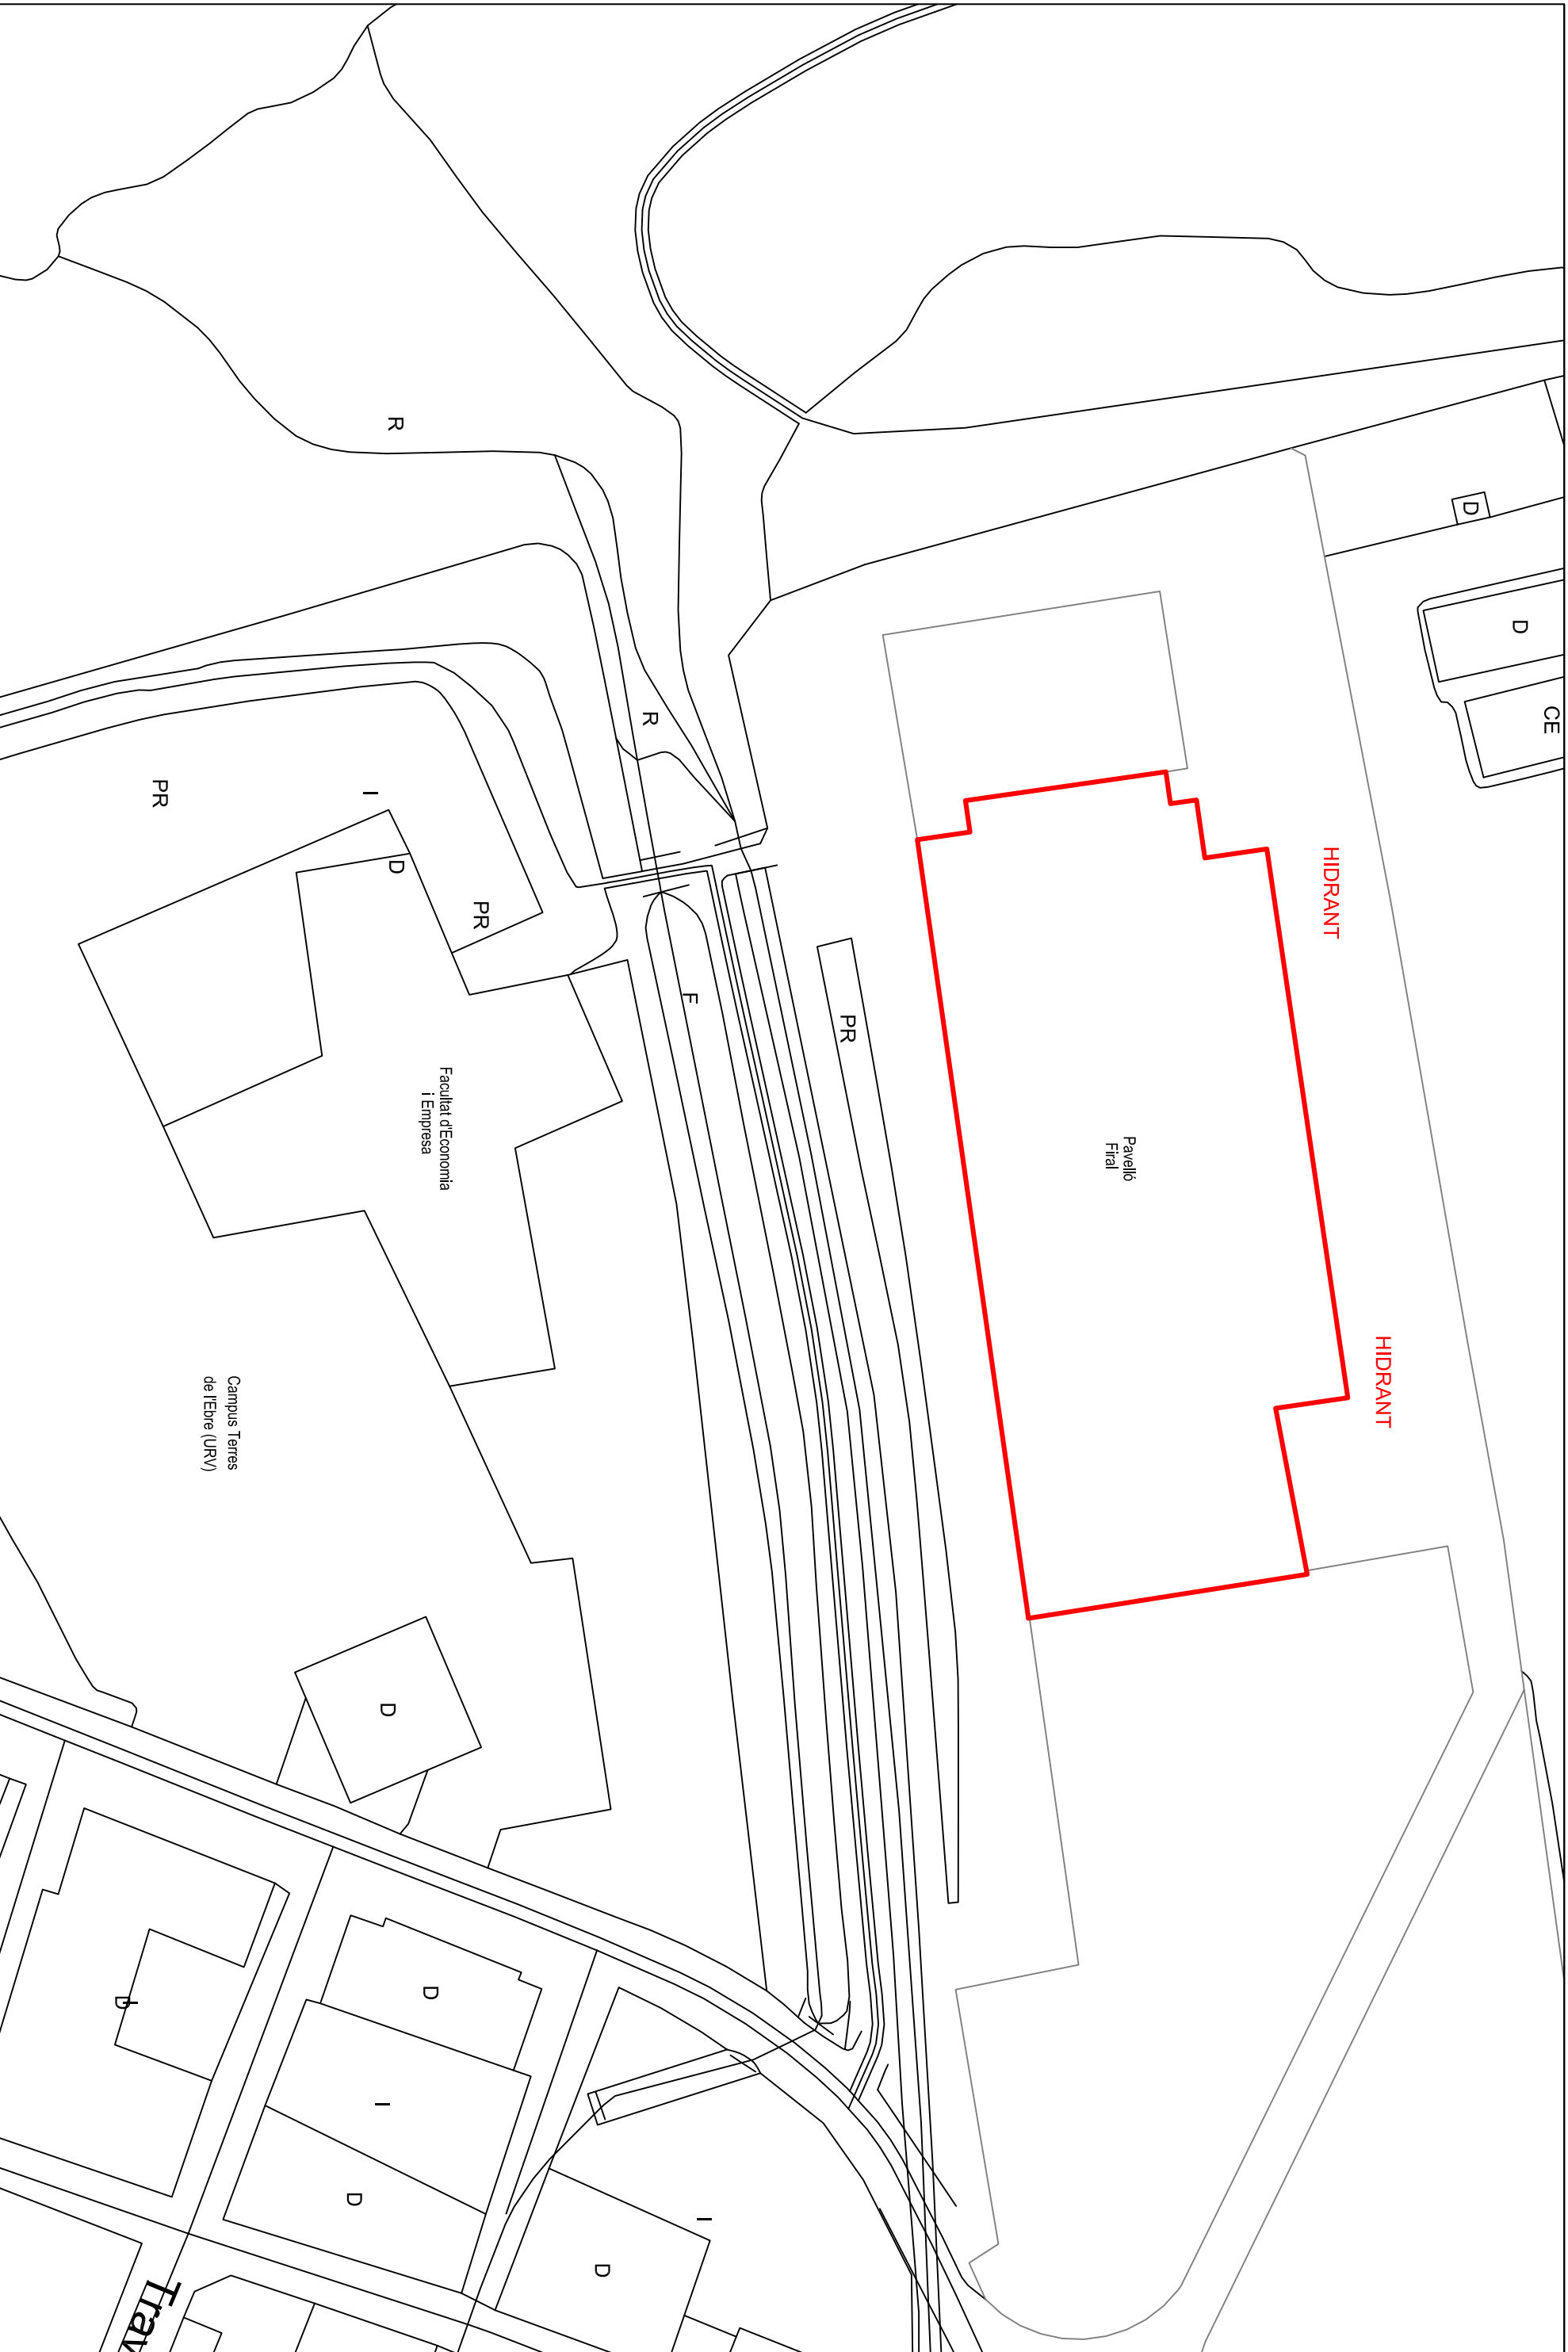 CE
D
D
HIDRANT
HIDRANT
Pavelló
Firal
PR
R
R
F
PR
I
D
PR
Facultat d'Economia
i Empresa
Campus Terres
de l'Ebre (URV)
D
D
D
I
I
D
I
D